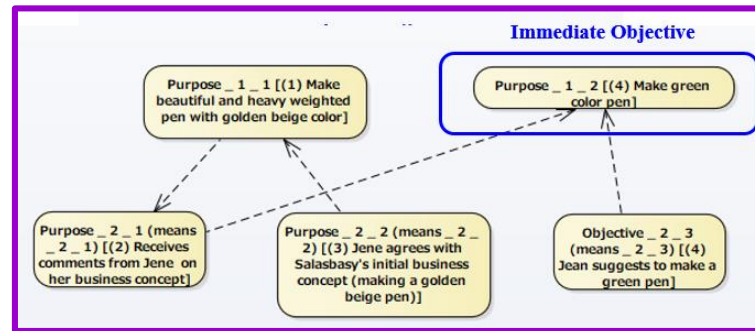 Immediate Objective
Purpose _ 1 _ 1 [(1) Make
beautiful and heavy weighted
pen with golden beige color]
Purpose _ 1 _ 2 [(4) Make green
color pen]
Purpose _ 2 _ 1 (means
_ 2 _ 1) [(2) Receives
comments from Jene on
her business concept]
Purpose _ 2 _ 2 (means _ 2 _
2) [(3) Jene agrees with
Salasbasy's initial business
concept (making a golden
beige pen)]
Objective _ 2 _ 3
(means _ 2 _ 3) [(4)
Jean suggests to make a
green pen]